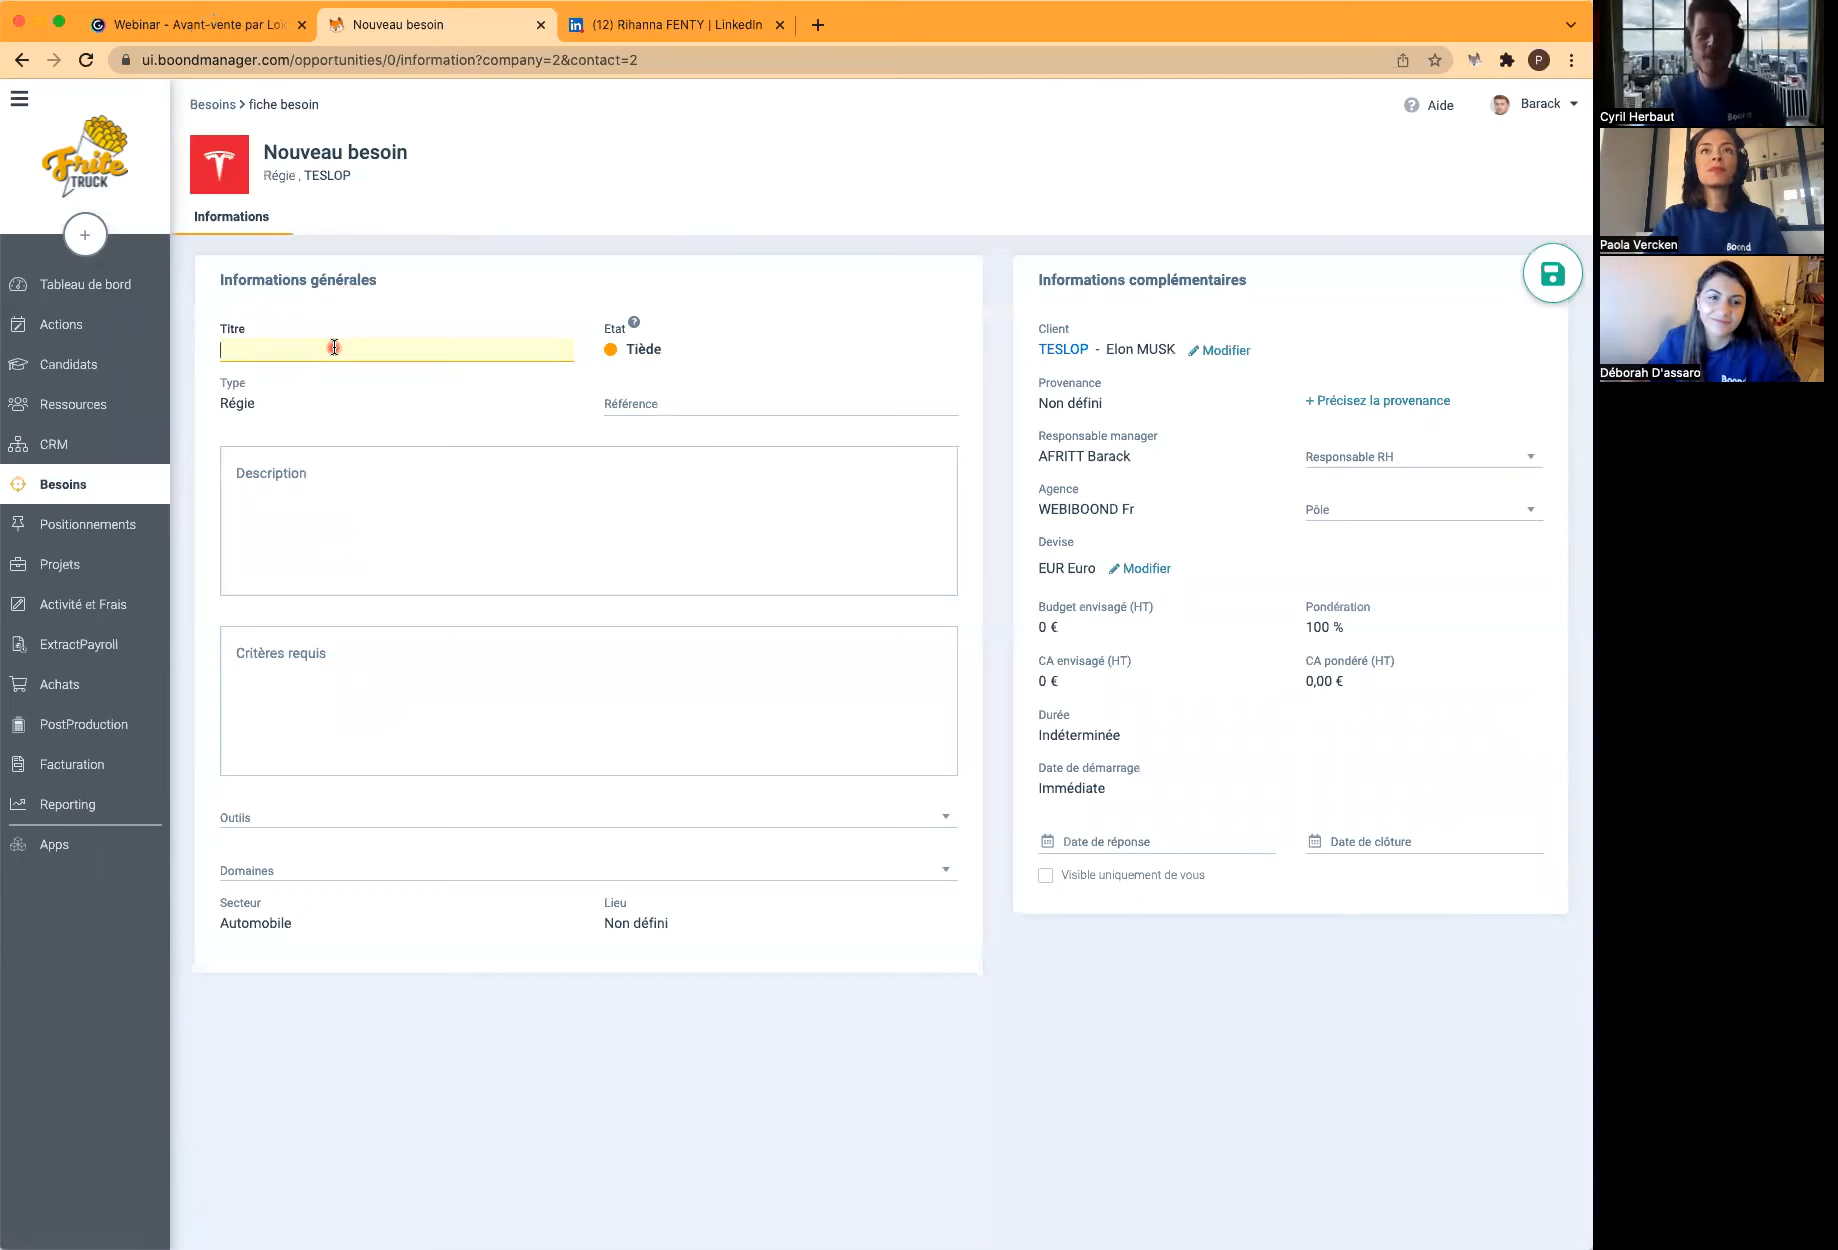 Webinar - Avant-vente par Loï
Nouveau besoin
(12) Rihanna FENTY | LinkedIn
ui.boondmanager.com/opportunities/0/information?company=2&contact=2
P
Frite
TRUCK
Tableau de bord
Actions
Candidats
Ressources
CRM
Besoins
Positionnements
Projets
Activité et Frais
ExtractPayroll
Achats
PostProduction
Facturation
Reporting
Apps
Besoins > fiche besoin
Aide
Barack
Nouveau besoin
Régie , TESLOP
Informations
Informations générales
Titre
Etat
Tiède
Type
Régie
Référence
Description
Critères requis
Outils
Domaines
Secteur
Automobile
Lieu
Non défini
Informations complémentaires
Client
TESLOP - Elon MUSK Modifier
Provenance
Non défini
+ Précisez la provenance
Responsable manager
AFRITT Barack
Responsable RH
Agence
WEBIBOOND Fr
Pôle
Devise
EUR Euro Modifier
Budget envisagé (HT)
0 €
Pondération
100 %
CA envisagé (HT)
0 €
CA pondéré (HT)
0,00 €
Durée
Indéterminée
Date de démarrage
Immédiate
Date de réponse
Date de clôture
Visible uniquement de vous
Cyril Herbaut
Boond
Paola Vercken
Boond
Déborah D'assaro
Boond